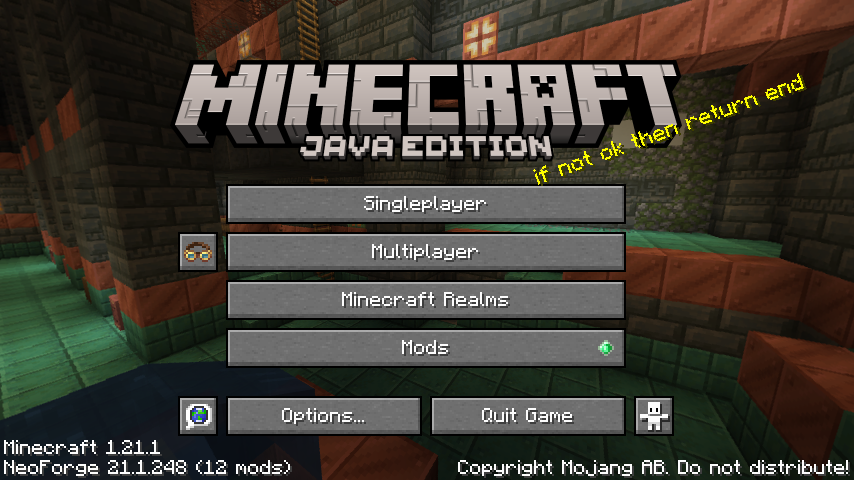 MINECRAFT
JAVA EDITION
if not ok then return end
Singleplayer
Multiplayer
Minecraft Realms
Mods
Options...
Quit Game
Minecraft 1.21.1
NeoForge 21.1.248 (12 mods)
Copyright Mojang AB. Do not distribute!